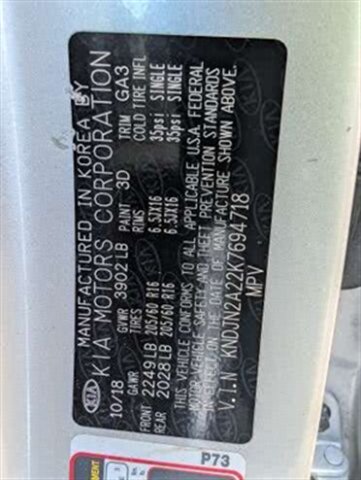 MANUFACTURED IN KOREA BY
KIA KIA MOTORS CORPORATION
10/18 GVWR 3902LB PAINT 3D TRIM GA3
GAWR TIRES RIMS COLD TIRE INFL
FRONT 2249LB 205/60 R16 6.5JX16 35psi SINGLE
REAR 2028LB 205/60 R16 6.5JX16 35psi SINGLE
THIS VEHICLE CONFORMS TO ALL APPLICABLE U.S.A. FEDERAL
MOTOR VEHICLE SAFETY AND THEFT PREVENTION STANDARDS
IN EFFECT ON THE DATE OF MANUFACTURE SHOWN ABOVE.
V.I.N KNDJN2A22K7694718
MPV
P73